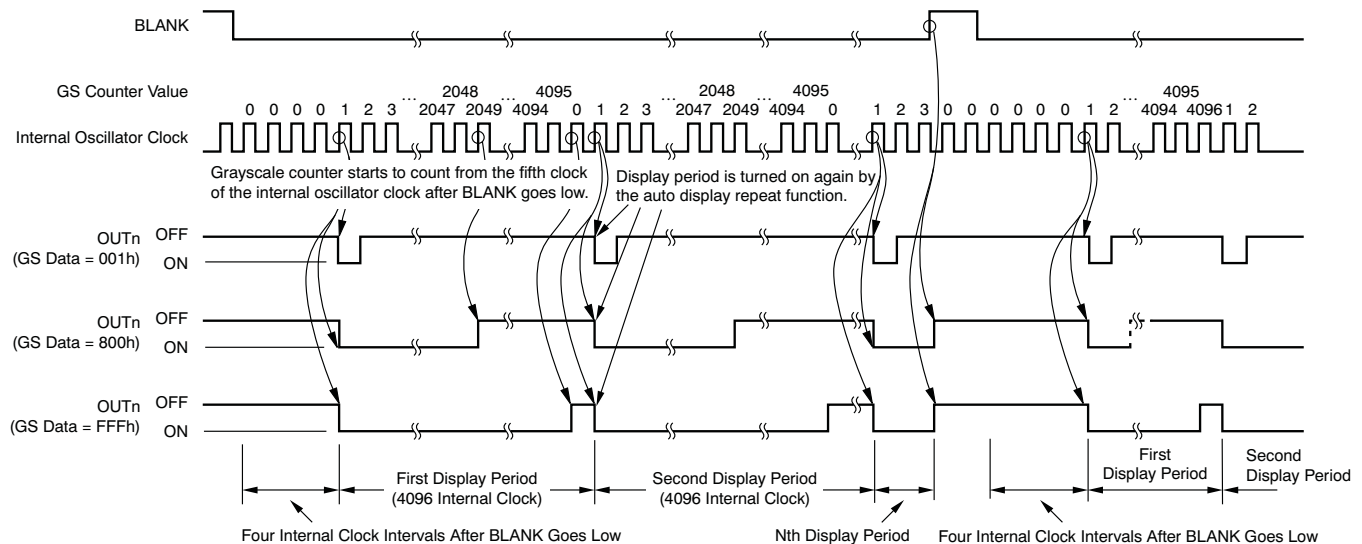 BLANK
GS Counter Value
2048 4095 2048 4095 4095
0 0 0 0 1 2 3 ... 2047 2049 ... 4094 0 1 2 3 ... 2047 2049 ... 4094 0 1 2 3 0 0 0 0 0 0 1 2 ... 4094 4096 1 2
Internal Oscillator Clock
Grayscale counter starts to count from the fifth clock
of the internal oscillator clock after BLANK goes low.
Display period is turned on again by
the auto display repeat function.
OUTn OFF
(GS Data = 001h) ON
OUTn OFF
(GS Data = 800h) ON
OUTn OFF
(GS Data = FFFh) ON
First Display Period
(4096 Internal Clock)
Second Display Period
(4096 Internal Clock)
First
Display Period
Second
Display Period
Four Internal Clock Intervals After BLANK Goes Low
Nth Display Period
Four Internal Clock Intervals After BLANK Goes Low